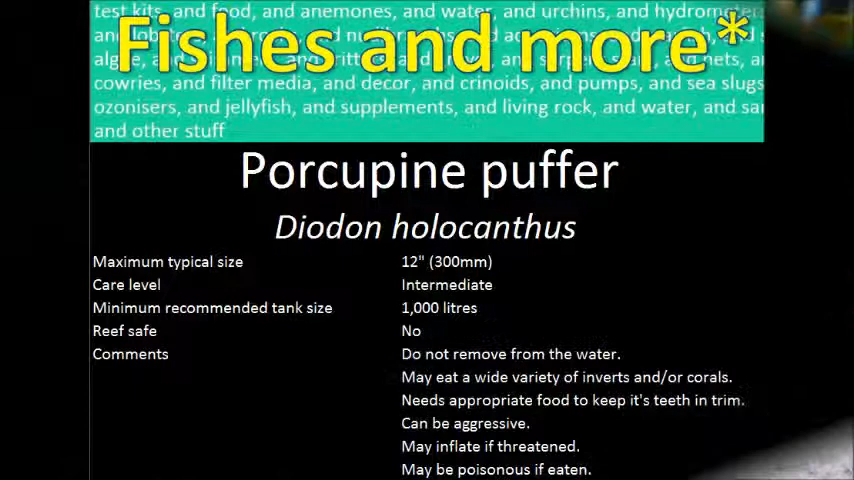 test kits, and food, and anemones, and water, and urchins, and hydrometers
Fishes and more*
cowries, and filter media, and decor, and crinoids, and pumps, and sea slugs
ozonisers, and jellyfish, and supplements, and living rock, and water, and
and other stuff
Porcupine puffer
Diodon holocanthus
Maximum typical size 12" (300mm)
Care level Intermediate
Minimum recommended tank size 1,000 litres
Reef safe No
Comments Do not remove from the water.
May eat a wide variety of inverts and/or corals.
Needs appropriate food to keep it's teeth in trim.
Can be aggressive.
May inflate if threatened.
May be poisonous if eaten.